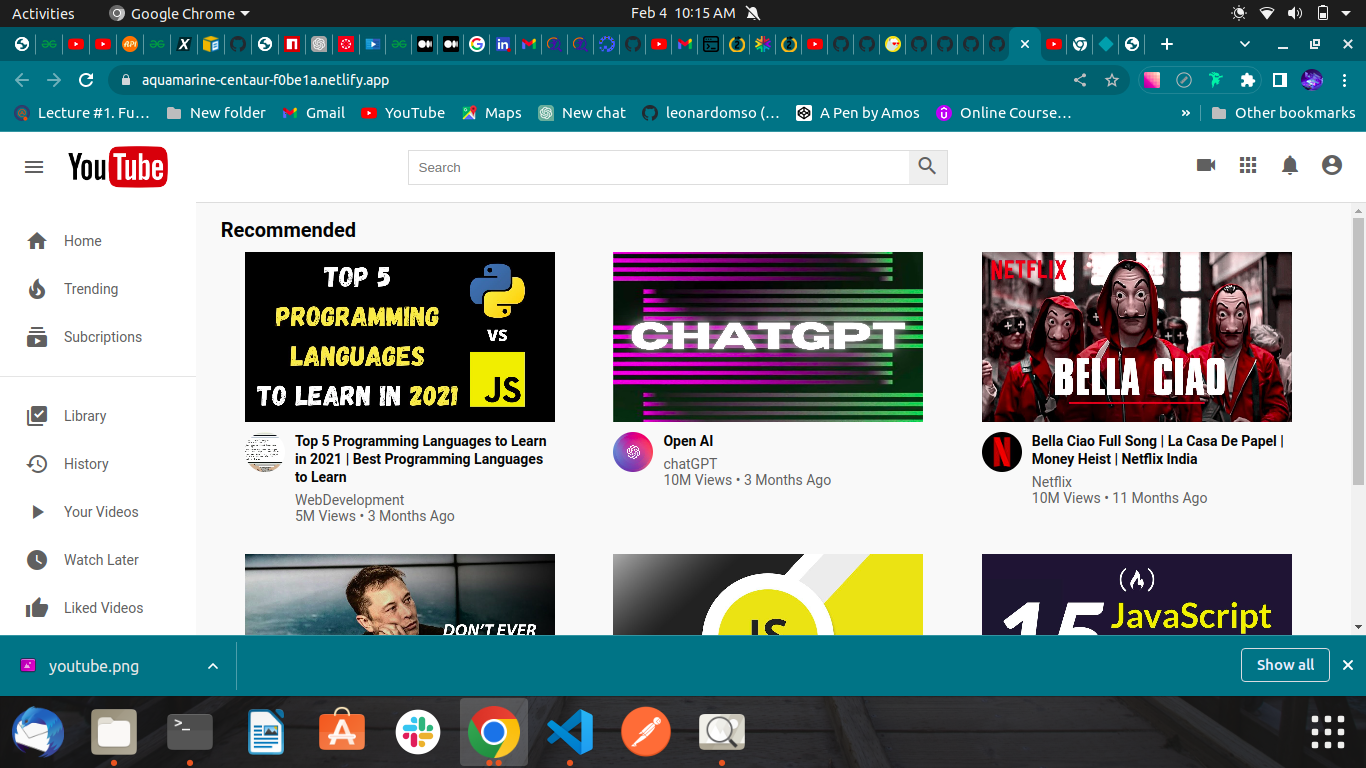 Activities
Google Chrome
Feb 4 10:15 AM
aquamarine-centaur-f0be1a.netlify.app
Lecture #1. Fu…
New folder
Gmail
YouTube
Maps
New chat
leonardomso (…
A Pen by Amos
Online Course…
»
Other bookmarks
YouTube
Search
Home
Trending
Subcriptions
Library
History
Your Videos
Watch Later
Liked Videos
Recommended
TOP 5
PROGRAMMING
LANGUAGES
TO LEARN IN 2021
VS
JS
Top 5 Programming Languages to Learn
in 2021 | Best Programming Languages
to Learn
WebDevelopment
5M Views • 3 Months Ago
CHATGPT
Open AI
chatGPT
10M Views • 3 Months Ago
NETFLIX
BELLA CIAO
N
Bella Ciao Full Song | La Casa De Papel |
Money Heist | Netflix India
Netflix
10M Views • 11 Months Ago
DON'T EVER
JS
15 JavaScript
youtube.png
Show all